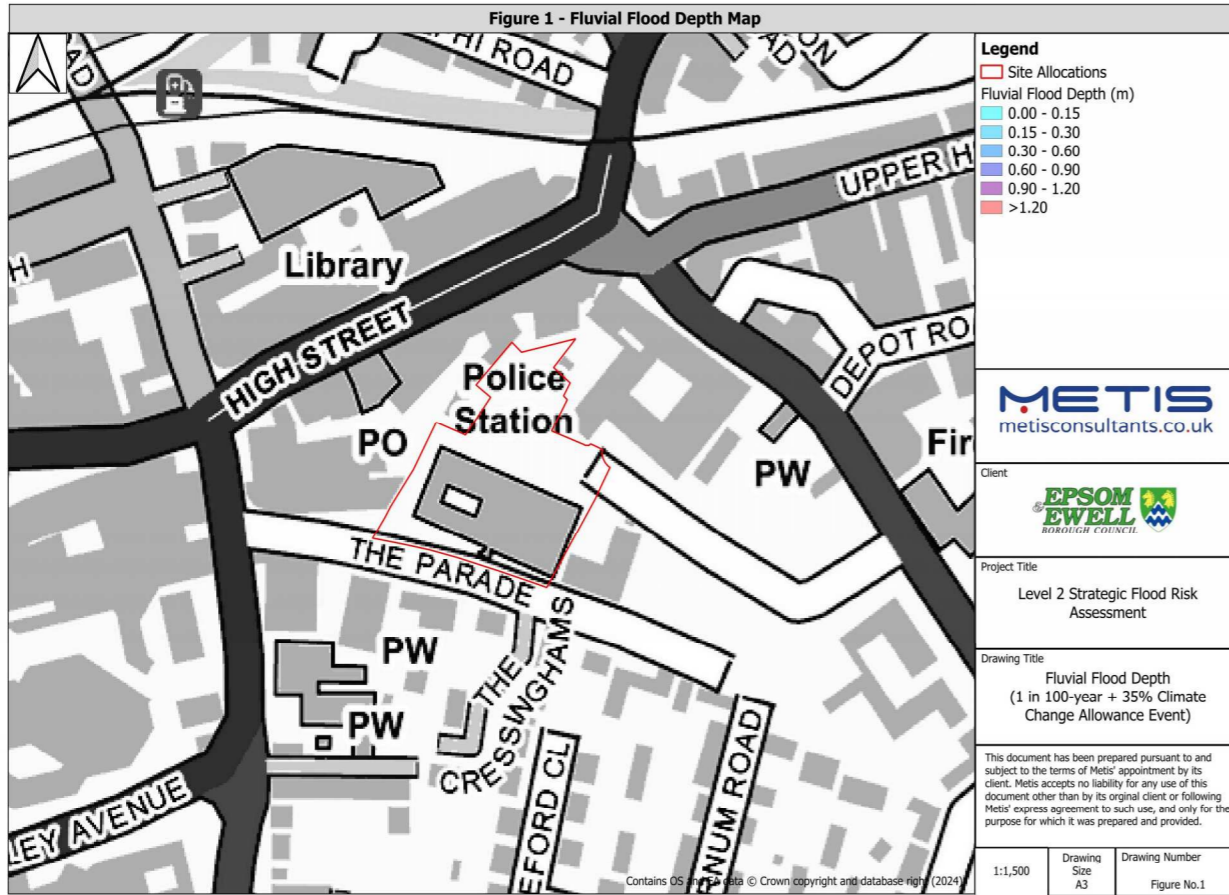 Figure 1 - Fluvial Flood Depth Map
Legend
Site Allocations
Fluvial Flood Depth (m)
0.00 - 0.15
0.15 - 0.30
0.30 - 0.60
0.60 - 0.90
0.90 - 1.20
>1.20
METIS
metisconsultants.co.uk
Client
EPSOM
& EWELL
BOROUGH COUNCIL
Project Title
Level 2 Strategic Flood Risk
Assessment
Drawing Title
Fluvial Flood Depth
(1 in 100-year + 35% Climate
Change Allowance Event)
This document has been prepared pursuant to and
subject to the terms of Metis' appointment by its
client. Metis accepts no liability for any use of this
document other than by its orginal client or following
Metis' express agreement to such use, and only for the
purpose for which it was prepared and provided.
1:1,500
Drawing
Size
A3
Drawing Number
Figure No.1
AD
PHI ROAD
ON
AD
UPPER H
Library
H
HIGH STREET
Police
Station
DEPOT RO
PO
PW
Fir
THE PARADE
THE
CRESSINGHAMS
PW
PW
LEY AVENUE
EFORD CL
NUM ROAD
Contains OS and EA data © Crown copyright and database right (2024)